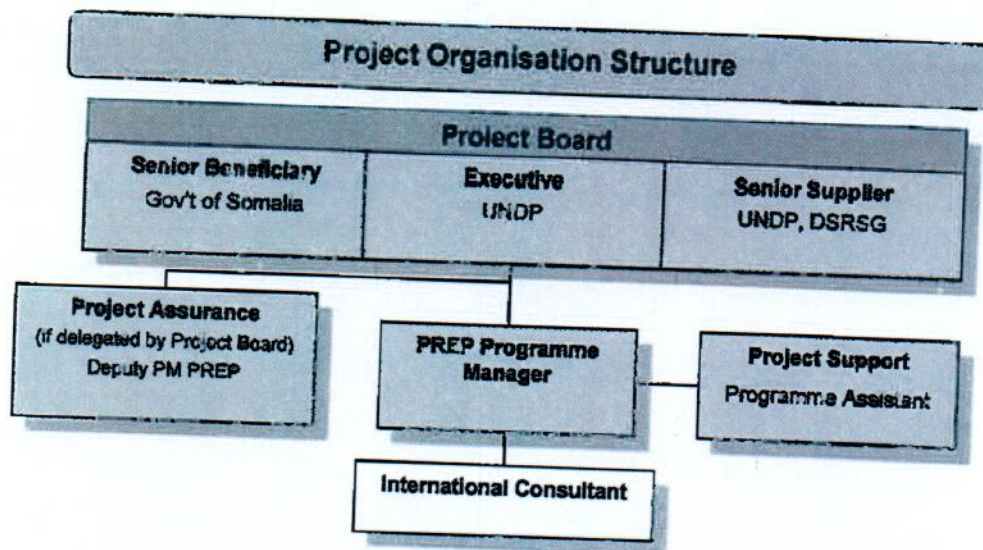 Project Organisation Structure
Project Board
Senior Beneficiary
Gov't of Somalia
Executive
UNDP
Senior Supplier
UNDP, DSRSG
Project Assurance
(if delegated by Project Board)
Deputy PM PREP
PREP Programme
Manager
Project Support
Programme Assistant
International Consultant